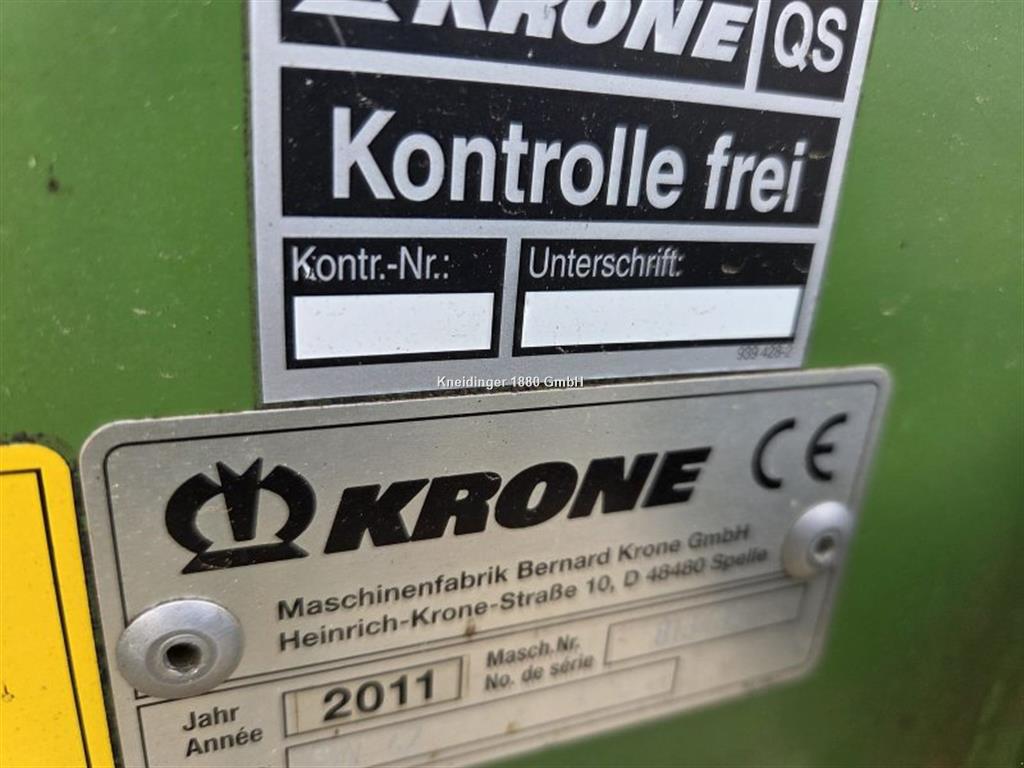 KRONE QS
Kontrolle frei
Kontr.-Nr.: Unterschrift:
939 428-2
Kneidinger 1880 GmbH
KRONE CE
Maschinenfabrik Bernard Krone GmbH
Heinrich-Krone-Straße 10, D 48480 Spelle
Jahr 2011 Masch.Nr.
Année No. de série